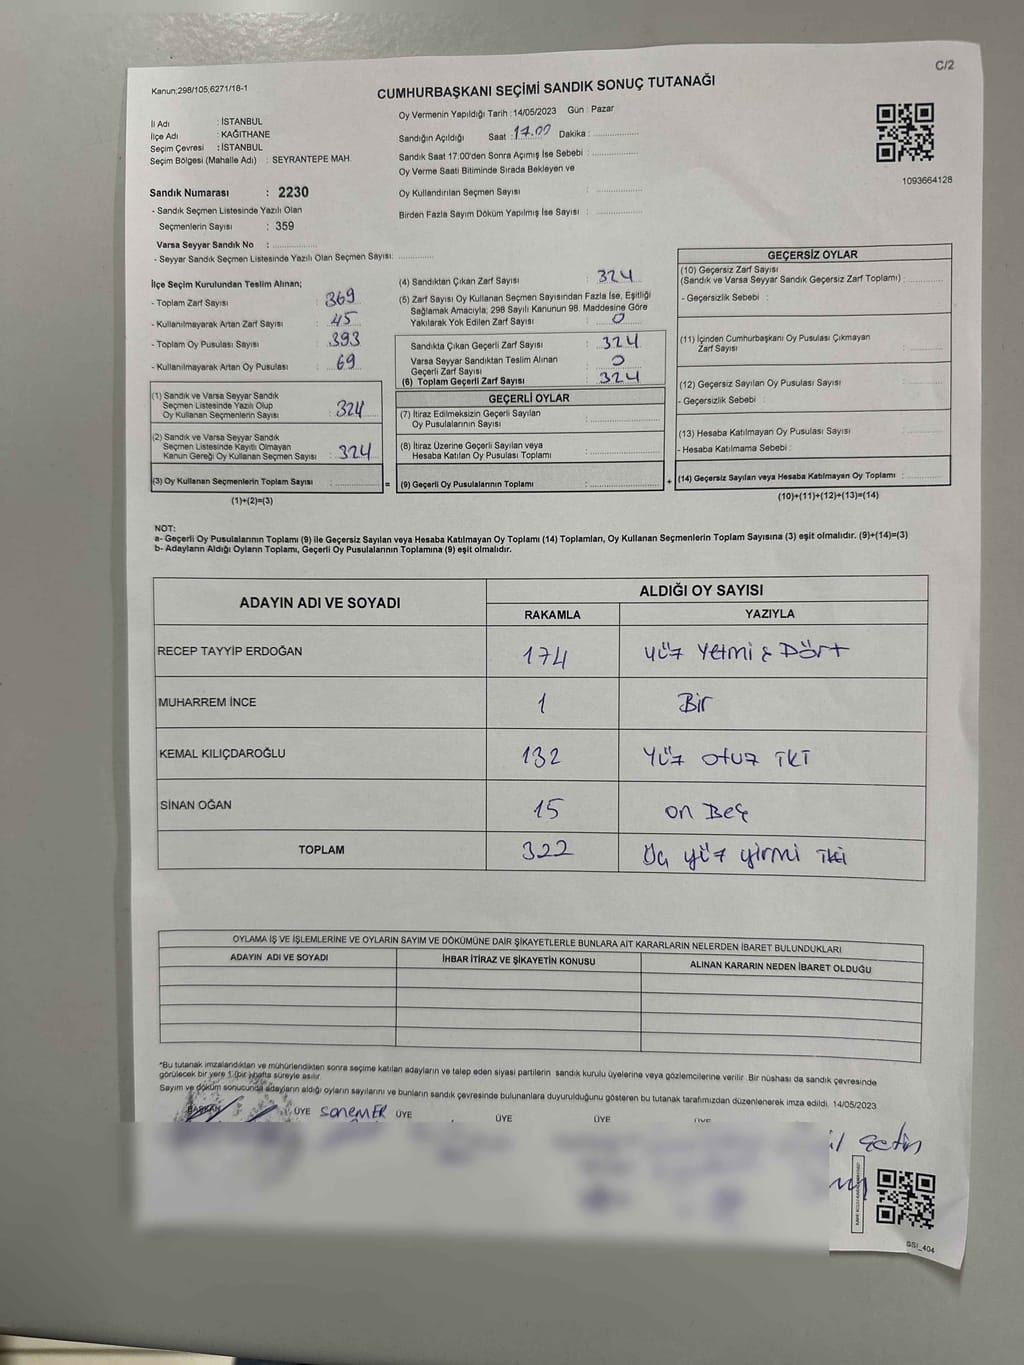 C/2
Kanun;298/105,6271/18-1
CUMHURBAŞKANI SEÇİMİ SANDIK SONUÇ TUTANAĞI
İl Adı : İSTANBUL
İlçe Adı : KAĞITHANE
Seçim Çevresi : İSTANBUL
Seçim Bölgesi (Mahalle Adı) : SEYRANTEPE MAH.
Oy Vermenin Yapıldığı Tarih :14/05/2023 Gün : Pazar
Sandığın Açıldığı Saat :17.00 Dakika :
Sandık Saat 17:00'den Sonra Açımış İse Sebebi :
Oy Verme Saati Bitiminde Sırada Bekleyen ve
Oy Kullandırılan Seçmen Sayısı :
Birden Fazla Sayım Döküm Yapılmış İse Sayısı :
1093664128
Sandık Numarası : 2230
- Sandık Seçmen Listesinde Yazılı Olan
Seçmenlerin Sayısı : 359
Varsa Seyyar Sandık No :
- Seyyar Sandık Seçmen Listesinde Yazılı Olan Seçmen Sayısı:
İlçe Seçim Kurulundan Teslim Alınan;
- Toplam Zarf Sayısı : 369
- Kullanılmayarak Artan Zarf Sayısı : 45
- Toplam Oy Pusulası Sayısı : 393
- Kullanılmayarak Artan Oy Pusulası : 69
(1) Sandık ve Varsa Seyyar Sandık
Seçmen Listesinde Yazılı Olup
Oy Kullanan Seçmenlerin Sayısı : 324
(2) Sandık ve Varsa Seyyar Sandık
Seçmen Listesinde Kayıtlı Olmayan
Kanun Gereği Oy Kullanan Seçmen Sayısı : 324
(3) Oy Kullanan Seçmenlerin Toplam Sayısı : =
(1)+(2)=(3)
(4) Sandıktan Çıkan Zarf Sayısı : 324
(5) Zarf Sayısı Oy Kullanan Seçmen Sayısından Fazla İse, Eşitliği
Sağlamak Amacıyla; 298 Sayılı Kanunun 98. Maddesine Göre
Yakılarak Yok Edilen Zarf Sayısı : 0
Sandıkta Çıkan Geçerli Zarf Sayısı : 324
Varsa Seyyar Sandıktan Teslim Alınan
Geçerli Zarf Sayısı : 0
(6) Toplam Geçerli Zarf Sayısı : 324
GEÇERLİ OYLAR
(7) İtiraz Edilmeksizin Geçerli Sayılan
Oy Pusulalarının Sayısı :
(8) İtiraz Üzerine Geçerli Sayılan veya
Hesaba Katılan Oy Pusulası Toplamı :
(9) Geçerli Oy Pusulalarının Toplamı : +
GEÇERSİZ OYLAR
(10) Geçersiz Zarf Sayısı
(Sandık ve Varsa Seyyar Sandık Geçersiz Zarf Toplamı) :
- Geçersizlik Sebebi :
(11) İçinden Cumhurbaşkanı Oy Pusulası Çıkmayan
Zarf Sayısı :
(12) Geçersiz Sayılan Oy Pusulası Sayısı :
- Geçersizlik Sebebi :
(13) Hesaba Katılmayan Oy Pusulası Sayısı :
- Hesaba Katılmama Sebebi :
(14) Geçersiz Sayılan veya Hesaba Katılmayan Oy Toplamı :
(10)+(11)+(12)+(13)=(14)
NOT:
a- Geçerli Oy Pusulalarının Toplamı (9) ile Geçersiz Sayılan veya Hesaba Katılmayan Oy Toplamı (14) Toplamları, Oy Kullanan Seçmenlerin Toplam Sayısına (3) eşit olmalıdır. (9)+(14)=(3)
b- Adayların Aldığı Oyların Toplamı, Geçerli Oy Pusulalarının Toplamına (9) eşit olmalıdır.
ADAYIN ADI VE SOYADI ALDIĞI OY SAYISI
RAKAMLA YAZIYLA
RECEP TAYYİP ERDOĞAN 174 yüz Yetmiş Dört
MUHARREM İNCE 1 Bir
KEMAL KILIÇDAROĞLU 132 Yüz otuz iki
SİNAN OĞAN 15 on Beş
TOPLAM 322 Üç yüz yirmi iki
OYLAMA İŞ VE İŞLEMLERİNE VE OYLARIN SAYIM VE DÖKÜMÜNE DAİR ŞİKAYETLERLE BUNLARA AİT KARARLARIN NELERDEN İBARET BULUNDUKLARI
ADAYIN ADI VE SOYADI İHBAR İTİRAZ VE ŞİKAYETİN KONUSU ALINAN KARARIN NEDEN İBARET OLDUĞU
*Bu tutanak imzalandıktan ve mühürlendikten sonra seçime katılan adayların ve talep eden siyasi partilerin sandık kurulu üyelerine veya gözlemcilerine verilir .Bir nüshası da sandık çevresinde
görülecek bir yere 1 (bir) hafta süreyle asılır.
Sayım ve döküm sonucunda adayların aldığı oyların sayılarını ve bunların sandık çevresinde bulunanlara duyurulduğunu gösteren bu tutanak tarafımızdan düzenlenerek imza edildi. 14/05/2023
BAŞKAN ÜYE SONEMER ÜYE ÜYE ÜYE ÜYE
çetin
SSİ_404